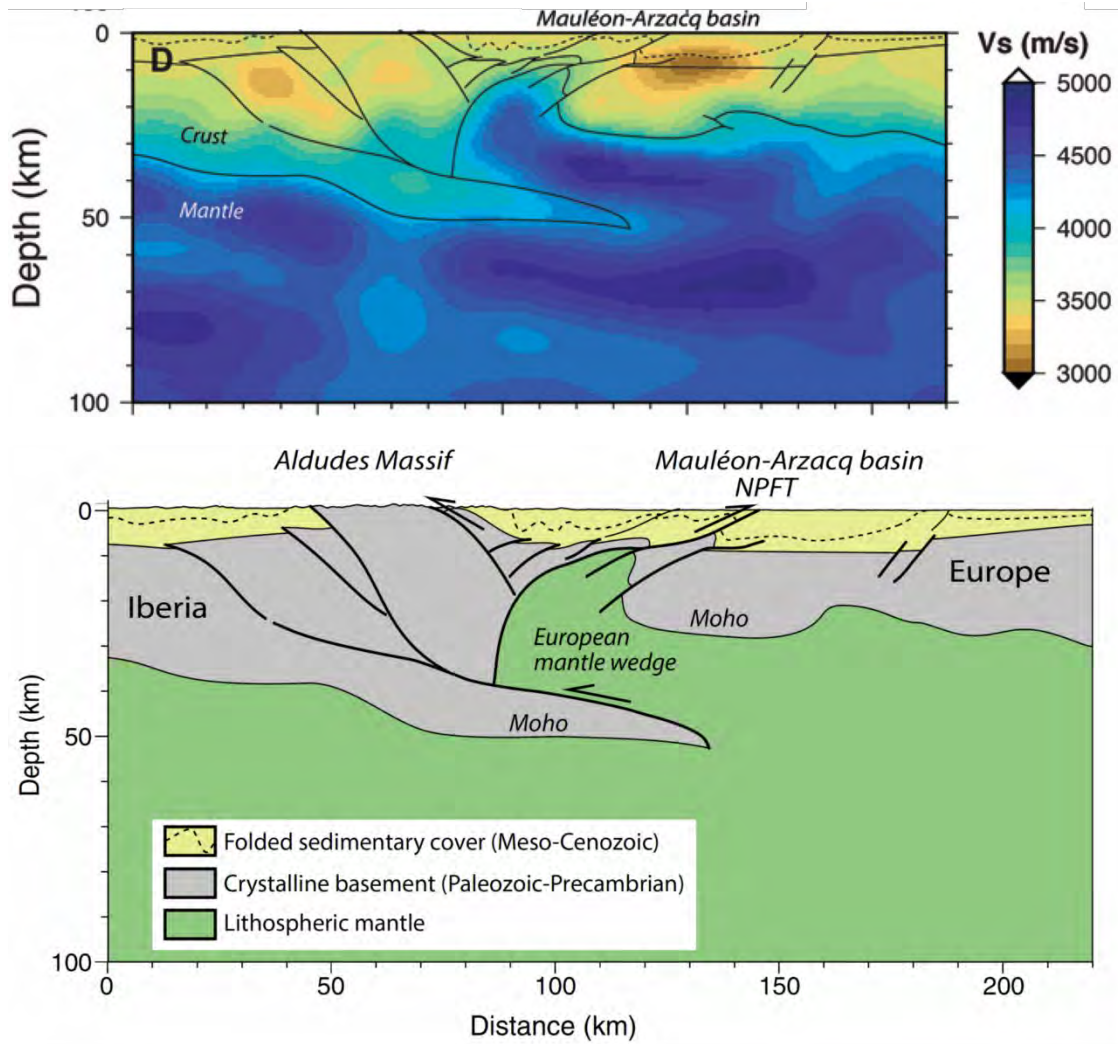 Mauléon-Arzacq basin
0
D
Vs (m/s)
5000
Crust
4500
Mantle
50
4000
Depth (km)
3500
3000
100
Aldudes Massif
Mauléon-Arzacq basin
NPFT
0
Iberia
Europe
Moho
European
mantle wedge
Moho
50
Depth (km)
Folded sedimentary cover (Meso-Cenozoic)
Crystalline basement (Paleozoic-Precambrian)
Lithospheric mantle
100
0
50
100
150
200
Distance (km)